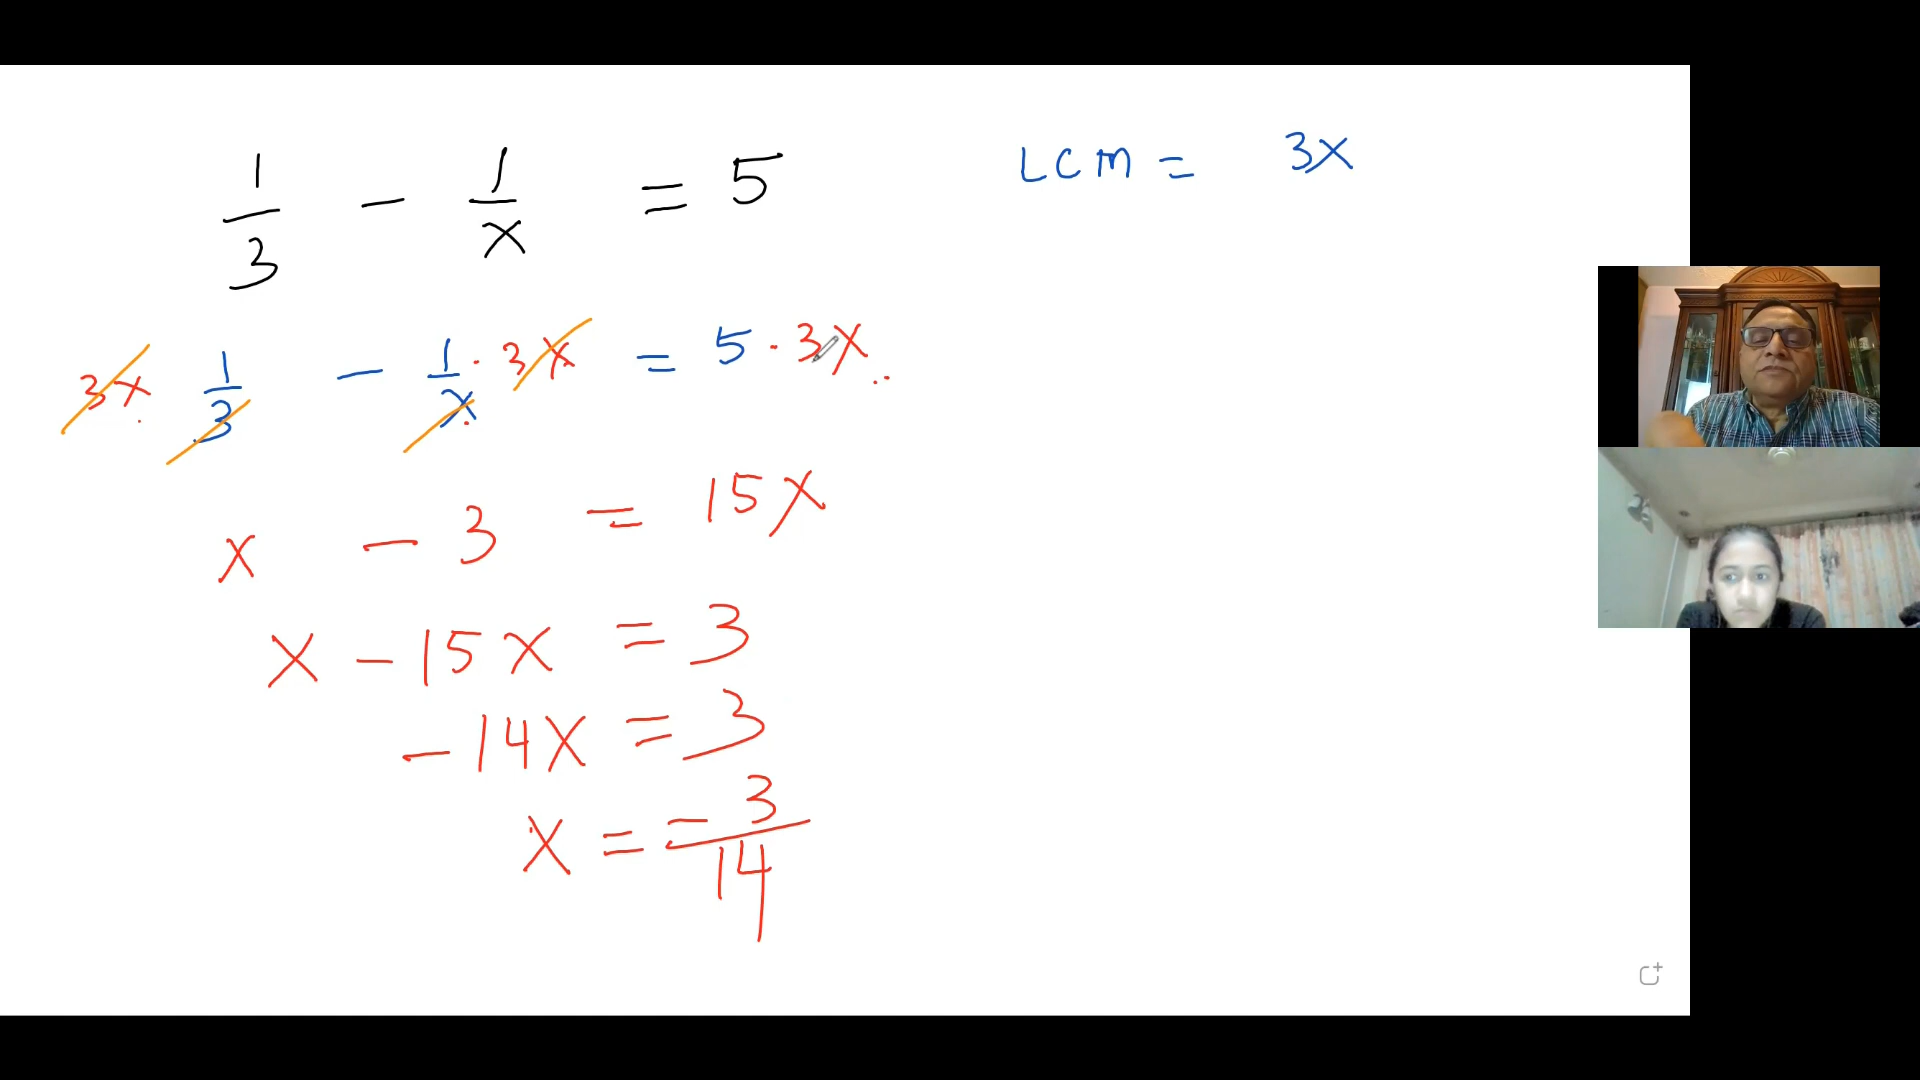 1/3 - 1/x = 5
LCM = 3x
3x 1/3 - 1/x · 3x = 5 · 3x
x - 3 = 15x
x - 15x = 3
-14x = 3
x = -3/14